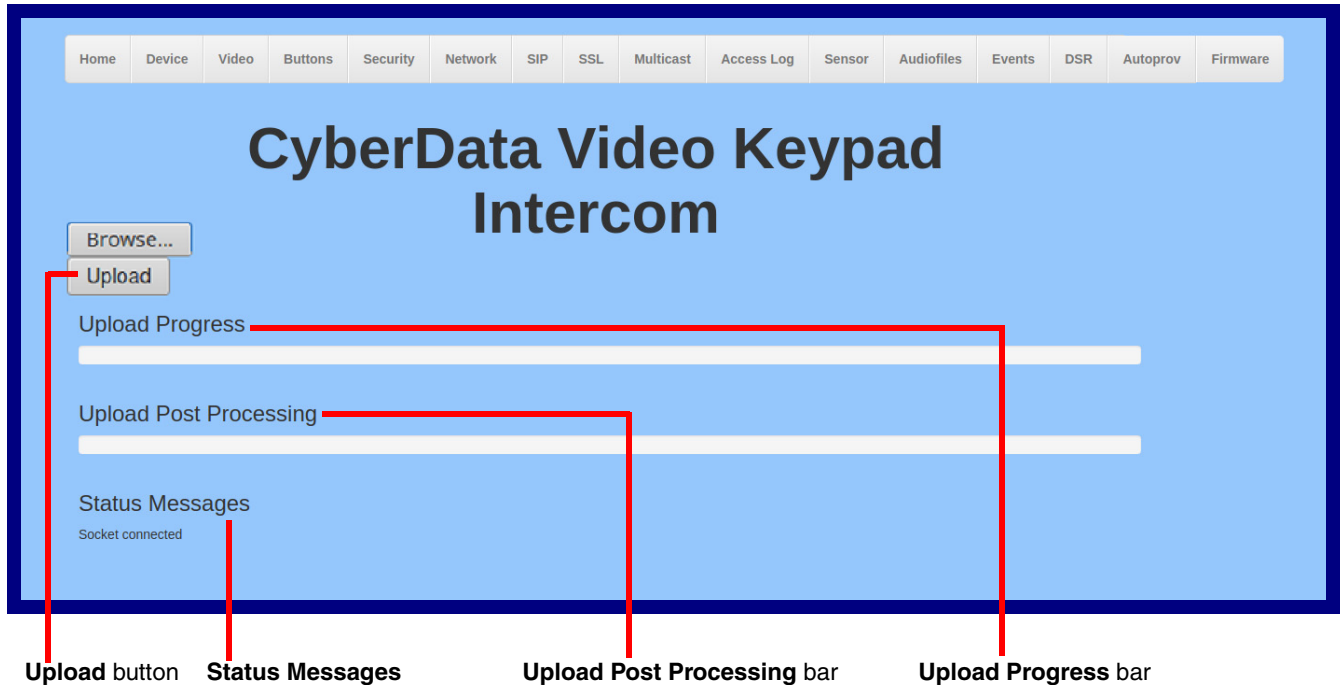 Home Device Video Buttons Security Network SIP SSL Multicast Access Log Sensor Audiofiles Events DSR Autoprov Firmware
CyberData Video Keypad
Intercom
Browse...
Upload
Upload Progress
Upload Post Processing
Status Messages
Socket connected
Upload button Status Messages Upload Post Processing bar Upload Progress bar